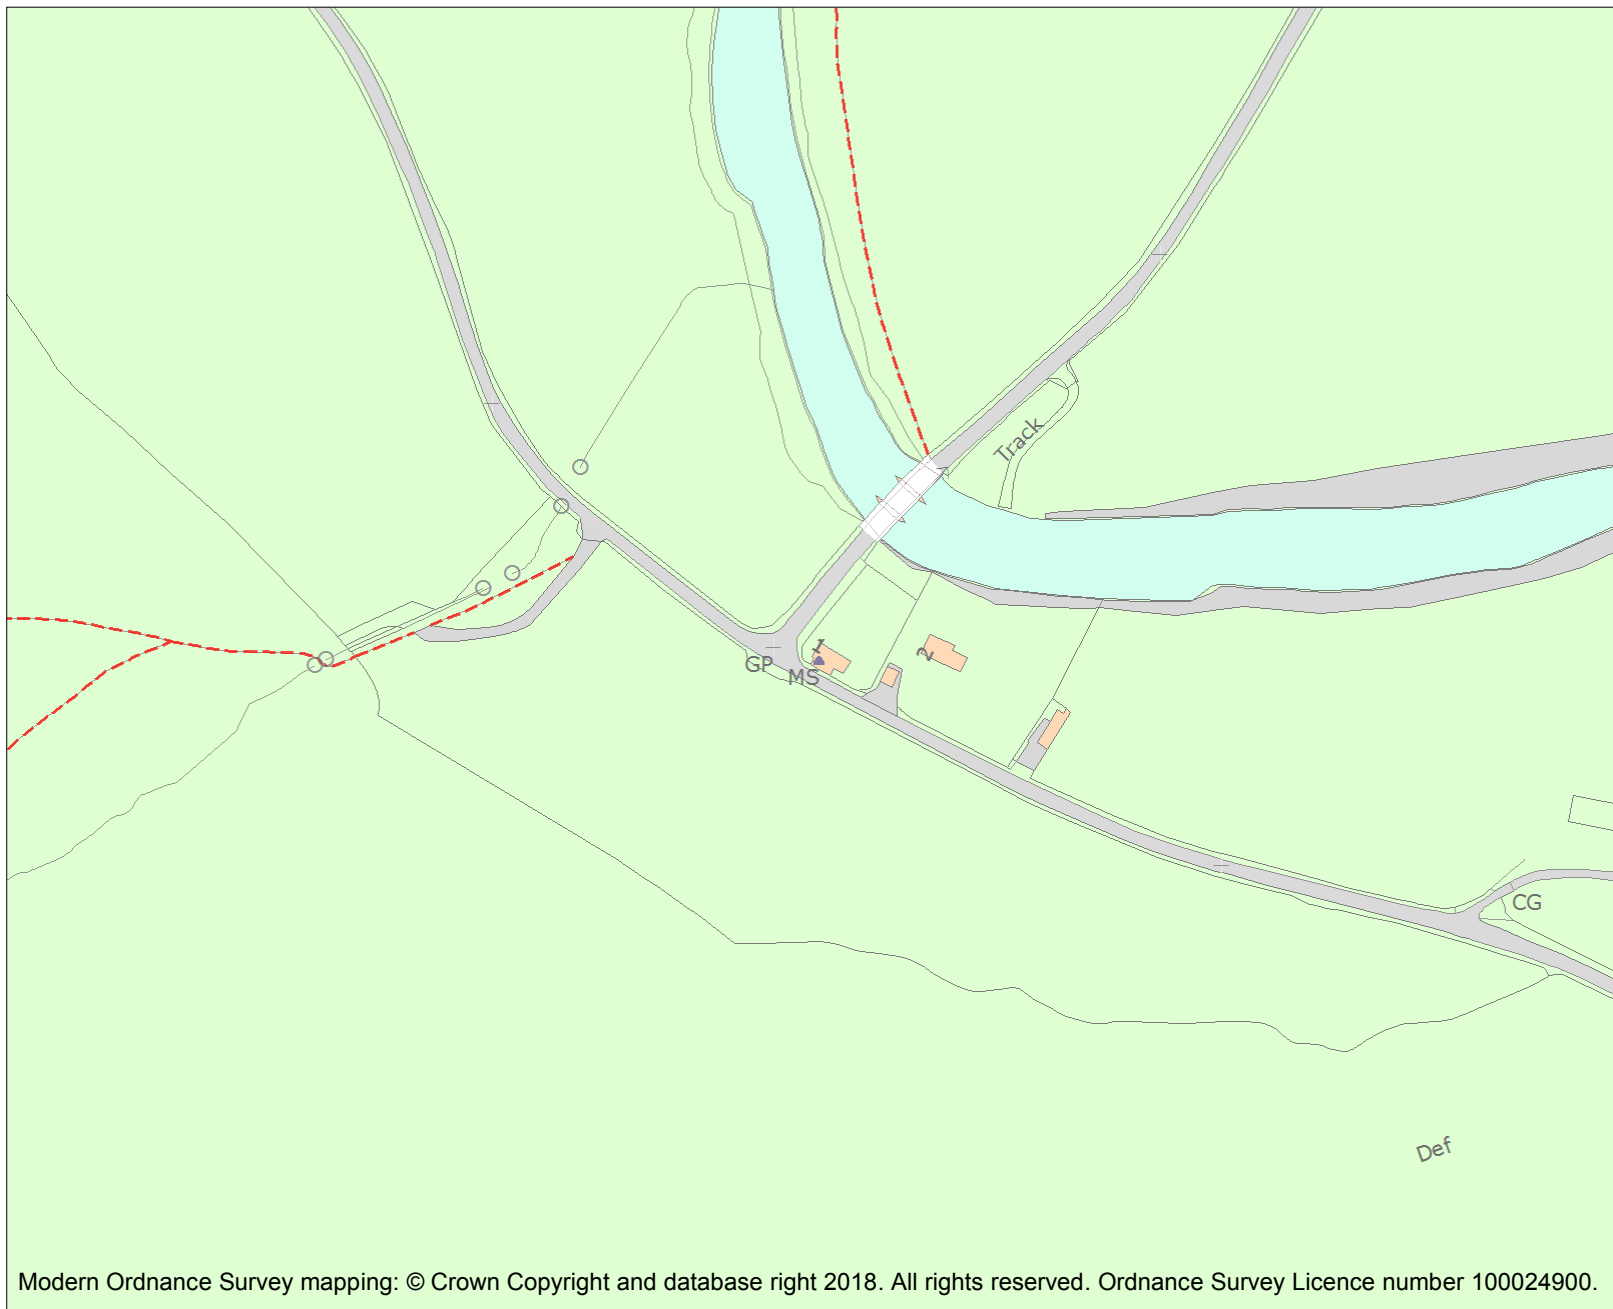 Track
1
2
GP
MS
CG
Def
Modern Ordnance Survey mapping: © Crown Copyright and database right 2018. All rights reserved. Ordnance Survey Licence number 100024900.